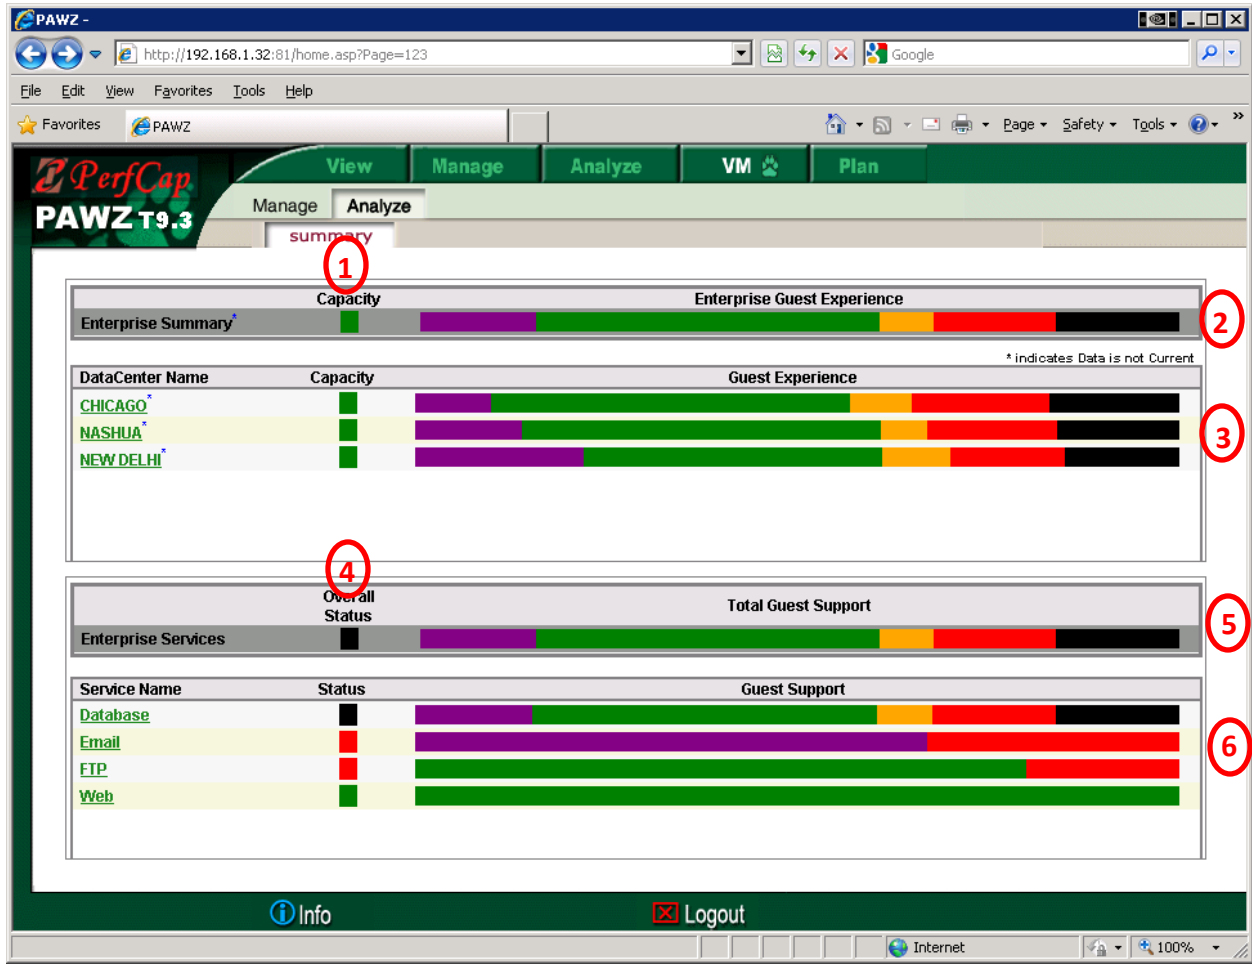 PAWZ -
http://192.168.1.32:81/home.asp?Page=123
Google
File Edit View Favorites Tools Help
Favorites PAWZ Page Safety Tools »
PerfCap
PAWZ T9.3
View Manage Analyze VM Plan
Manage Analyze
summary
1
Capacity Enterprise Guest Experience
Enterprise Summary*
2
* indicates Data is not Current
DataCenter Name Capacity Guest Experience
CHICAGO*
NASHUA*
3
NEW DELHI*
4
Overall Status Total Guest Support
5
Enterprise Services
Service Name Status Guest Support
Database
Email
6
FTP
Web
Info Logout
Internet 100%